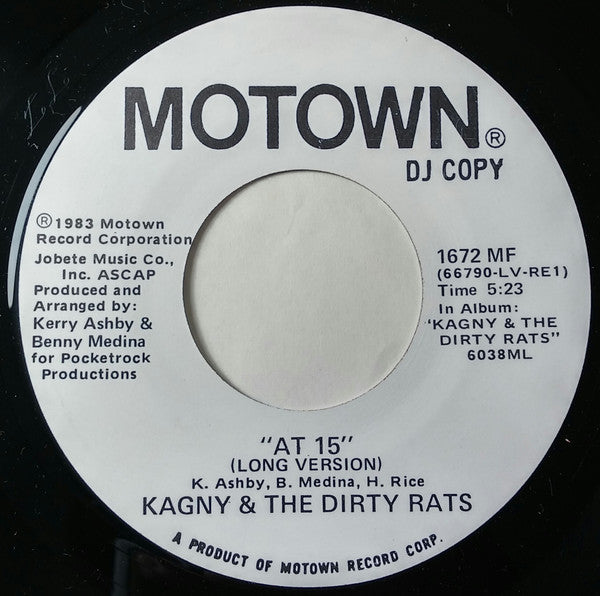 MOTOWN®
DJ COPY
℗1983 Motown
Record Corporation
Jobete Music Co.,
Inc. ASCAP
Produced and
Arranged by:
Kerry Ashby &
Benny Medina
for Pocketrock
Productions
1672 MF
(66790-LV-RE1)
Time 5:23
In Album:
'KAGNY & THE
DIRTY RATS"
6038ML
"AT 15"
(LONG VERSION)
K. Ashby, B. Medina, H. Rice
KAGNY & THE DIRTY RATS
A PRODUCT OF MOTOWN RECORD CORP.